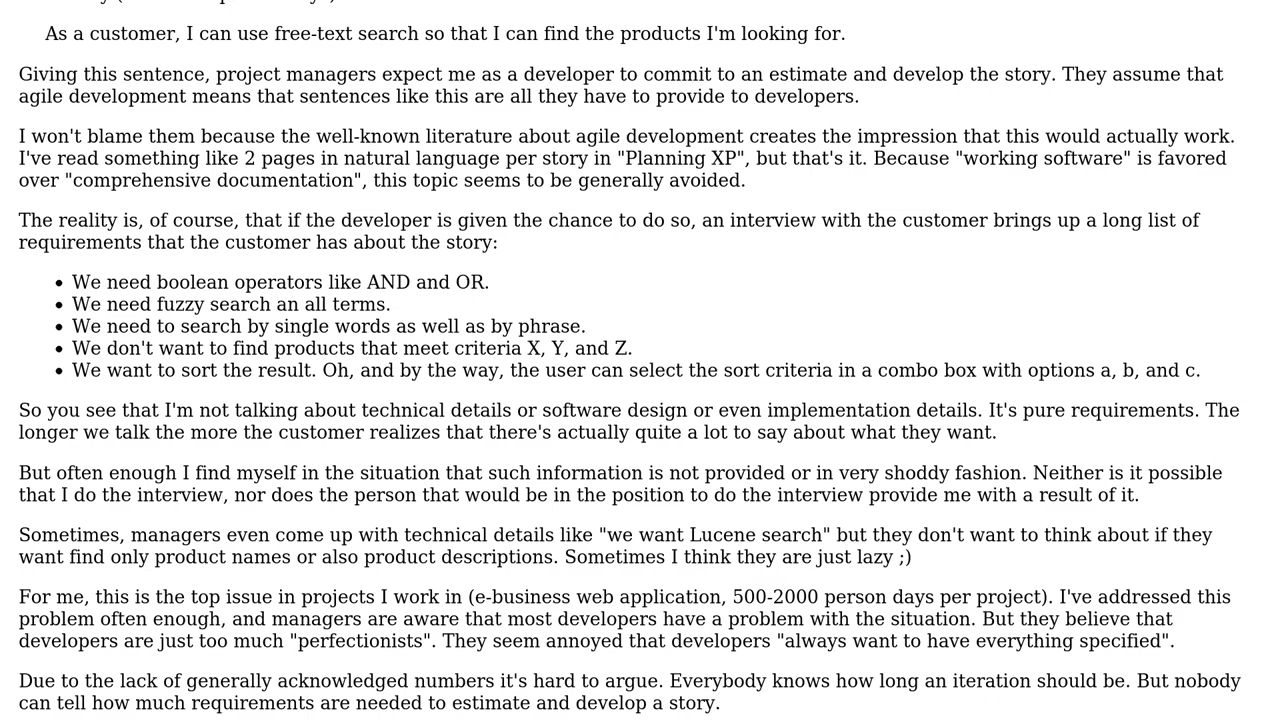 As a customer, I can use free-text search so that I can find the products I'm looking for.
Giving this sentence, project managers expect me as a developer to commit to an estimate and develop the story. They assume that
agile development means that sentences like this are all they have to provide to developers.
I won't blame them because the well-known literature about agile development creates the impression that this would actually work.
I've read something like 2 pages in natural language per story in "Planning XP", but that's it. Because "working software" is favored
over "comprehensive documentation", this topic seems to be generally avoided.
The reality is, of course, that if the developer is given the chance to do so, an interview with the customer brings up a long list of
requirements that the customer has about the story:
• We need boolean operators like AND and OR.
• We need fuzzy search an all terms.
• We need to search by single words as well as by phrase.
• We don't want to find products that meet criteria X, Y, and Z.
• We want to sort the result. Oh, and by the way, the user can select the sort criteria in a combo box with options a, b, and c.
So you see that I'm not talking about technical details or software design or even implementation details. It's pure requirements. The
longer we talk the more the customer realizes that there's actually quite a lot to say about what they want.
But often enough I find myself in the situation that such information is not provided or in very shoddy fashion. Neither is it possible
that I do the interview, nor does the person that would be in the position to do the interview provide me with a result of it.
Sometimes, managers even come up with technical details like "we want Lucene search" but they don't want to think about if they
want find only product names or also product descriptions. Sometimes I think they are just lazy ;)
For me, this is the top issue in projects I work in (e-business web application, 500-2000 person days per project). I've addressed this
problem often enough, and managers are aware that most developers have a problem with the situation. But they believe that
developers are just too much "perfectionists". They seem annoyed that developers "always want to have everything specified".
Due to the lack of generally acknowledged numbers it's hard to argue. Everybody knows how long an iteration should be. But nobody
can tell how much requirements are needed to estimate and develop a story.